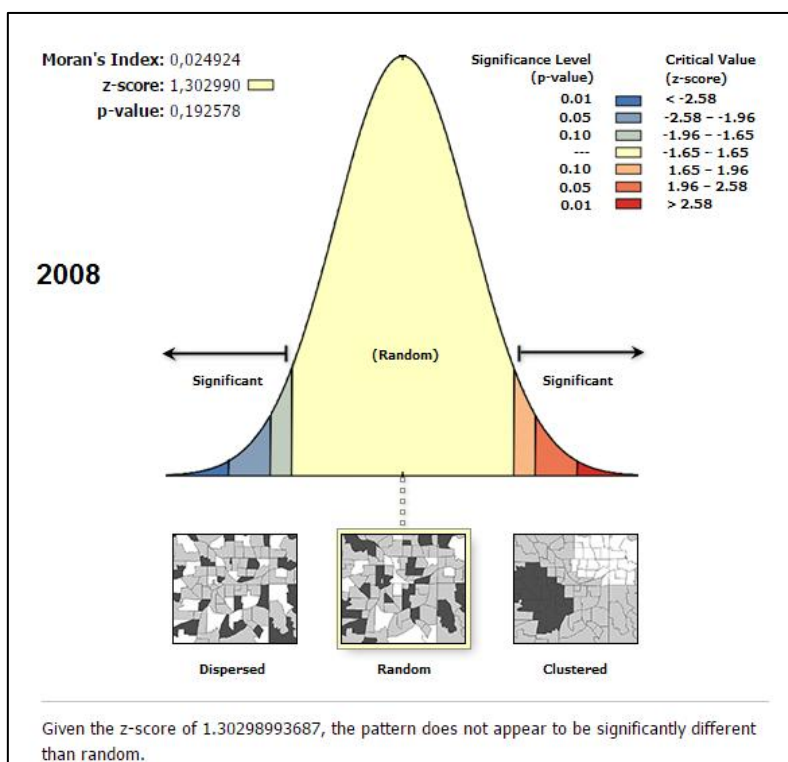 Moran's Index: 0,024924
z-score: 1,302990
p-value: 0,192578
Significance Level
(p-value)
Critical Value
(z-score)
0.01 < -2.58
0.05 -2.58 – -1.96
0.10 -1.96 – -1.65
--- -1.65 – 1.65
0.10 1.65 – 1.96
0.05 1.96 – 2.58
0.01 > 2.58
2008
(Random)
Significant
Significant
Dispersed
Random
Clustered
Given the z-score of 1.30298993687, the pattern does not appear to be significantly different
than random.